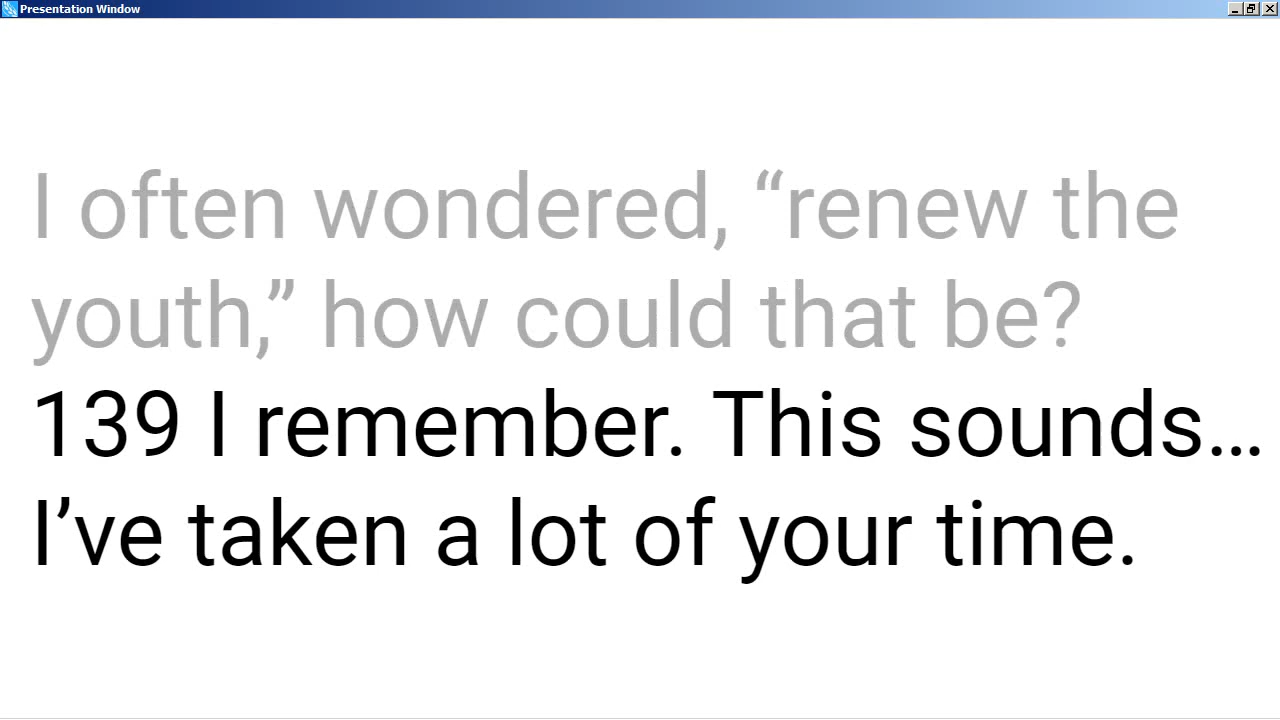 Presentation Window
I often wondered, “renew the
youth,” how could that be?
139 I remember. This sounds…
I’ve taken a lot of your time.